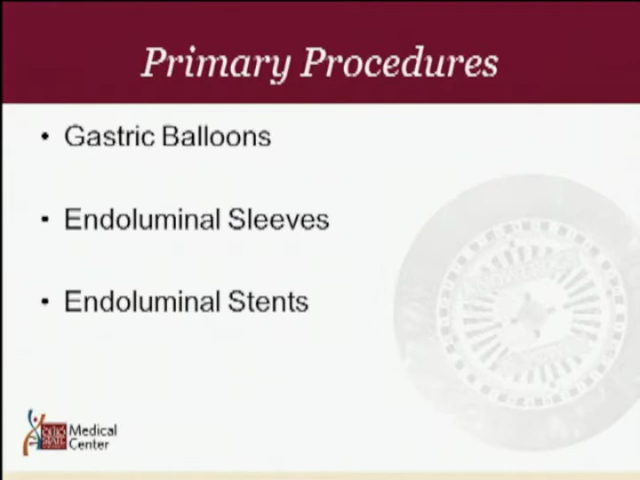 Primary Procedures
• Gastric Balloons
• Endoluminal Sleeves
• Endoluminal Stents
Medical
Center